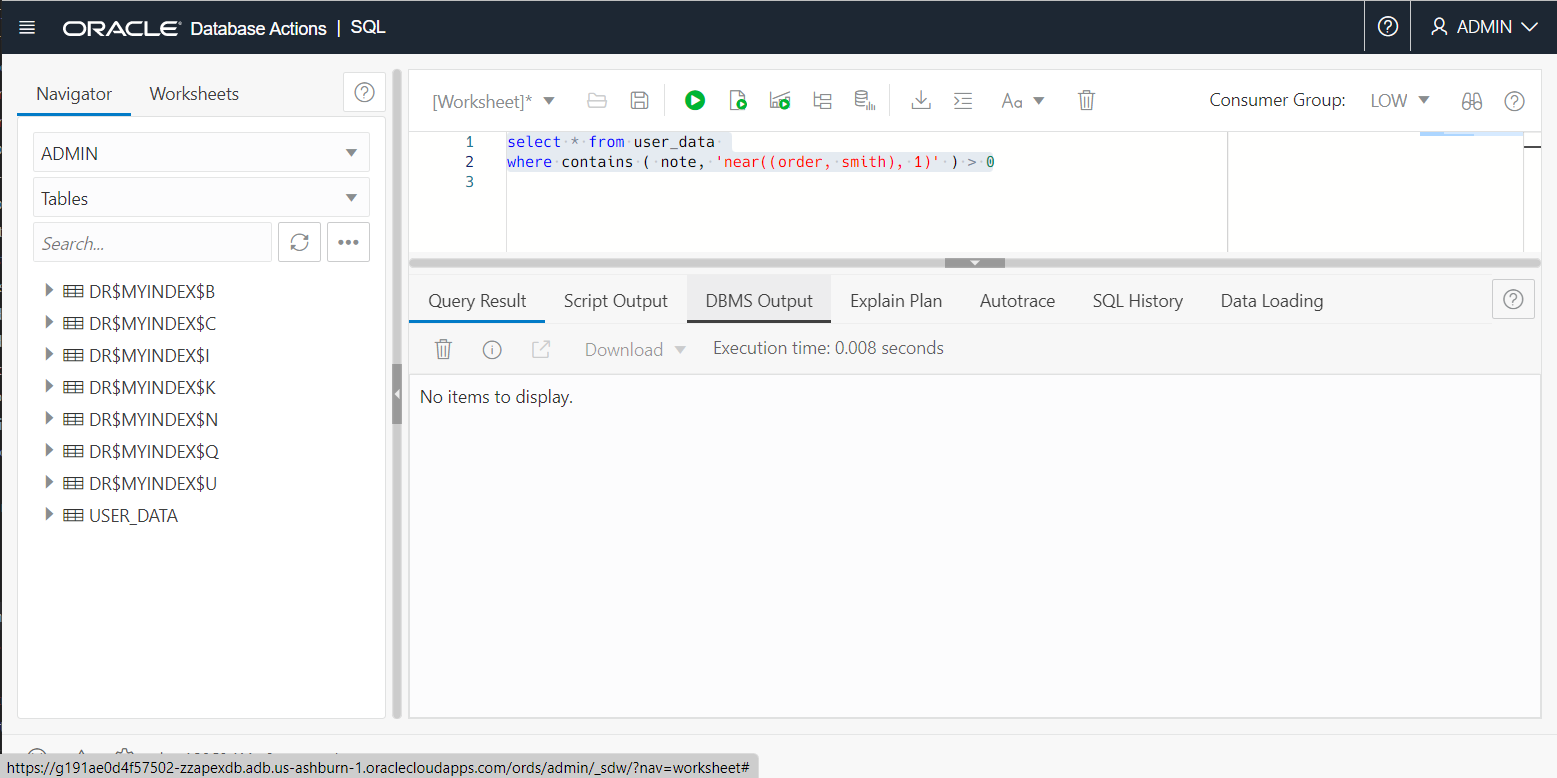 ORACLE Database Actions | SQL
ADMIN
Navigator Worksheets
ADMIN
Tables
Search...
DR$MYINDEX$B
DR$MYINDEX$C
DR$MYINDEX$I
DR$MYINDEX$K
DR$MYINDEX$N
DR$MYINDEX$Q
DR$MYINDEX$U
USER_DATA
[Worksheet]*
Aa
Consumer Group: LOW
1 select * from user_data
2 where contains ( note, 'near((order, smith), 1)' ) > 0
3
Query Result Script Output DBMS Output Explain Plan Autotrace SQL History Data Loading
Download Execution time: 0.008 seconds
No items to display.
https://g191ae0d4f57502-zzapexdb.adb.us-ashburn-1.oraclecloudapps.com/ords/admin/_sdw/?nav=worksheet#